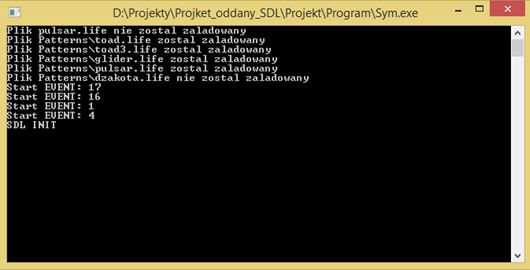 D:\Projekty\Projket_oddany_SDL\Projekt\Program\Sym.exe
Plik pulsar.life nie zostal zaladowany
Plik Patterns\toad.life zostal zaladowany
Plik Patterns\toad3.life zostal zaladowany
Plik Patterns\glider.life zostal zaladowany
Plik Patterns\pulsar.life zostal zaladowany
Plik Patterns\dzakota.life nie zostal zaladowany
Start EVENT: 17
Start EVENT: 16
Start EVENT: 1
Start EVENT: 4
SDL INIT